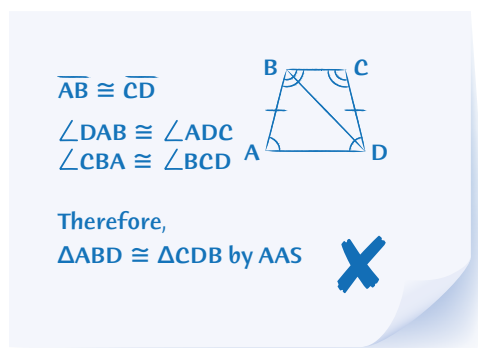 AB ≅ CD
∠DAB ≅ ∠ADC
∠CBA ≅ ∠BCD
Therefore,
ΔABD ≅ ΔCDB by AAS
B C
A D